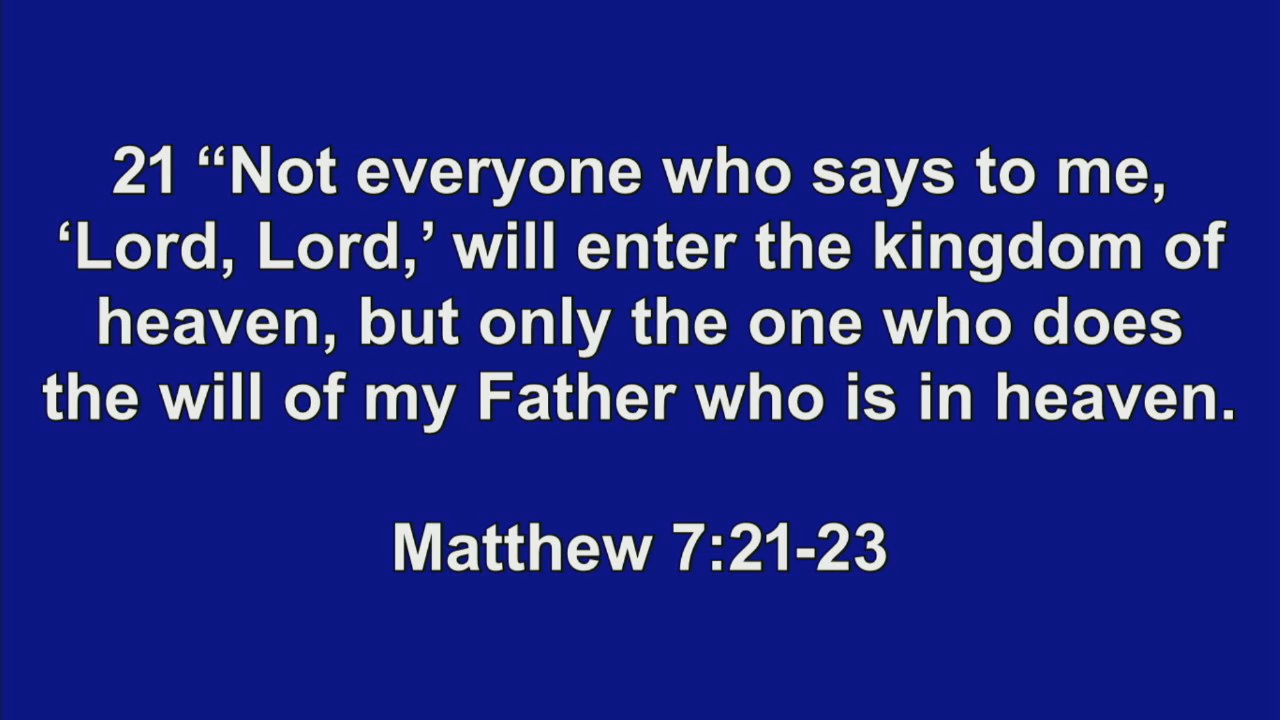 21 “Not everyone who says to me,
‘Lord, Lord,’ will enter the kingdom of
heaven, but only the one who does
the will of my Father who is in heaven.
Matthew 7:21-23